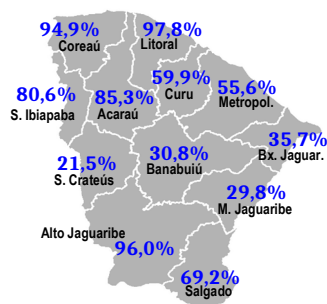 94,9%
Coreaú
97,8%
Litoral
59,9%
Curu
55,6%
Metropol.
80,6%
S. Ibiapaba
85,3%
Acaraú
35,7%
Bx. Jaguar.
21,5%
S. Crateús
30,8%
Banabuiú
29,8%
M. Jaguaribe
Alto Jaguaribe
96,0%
69,2%
Salgado